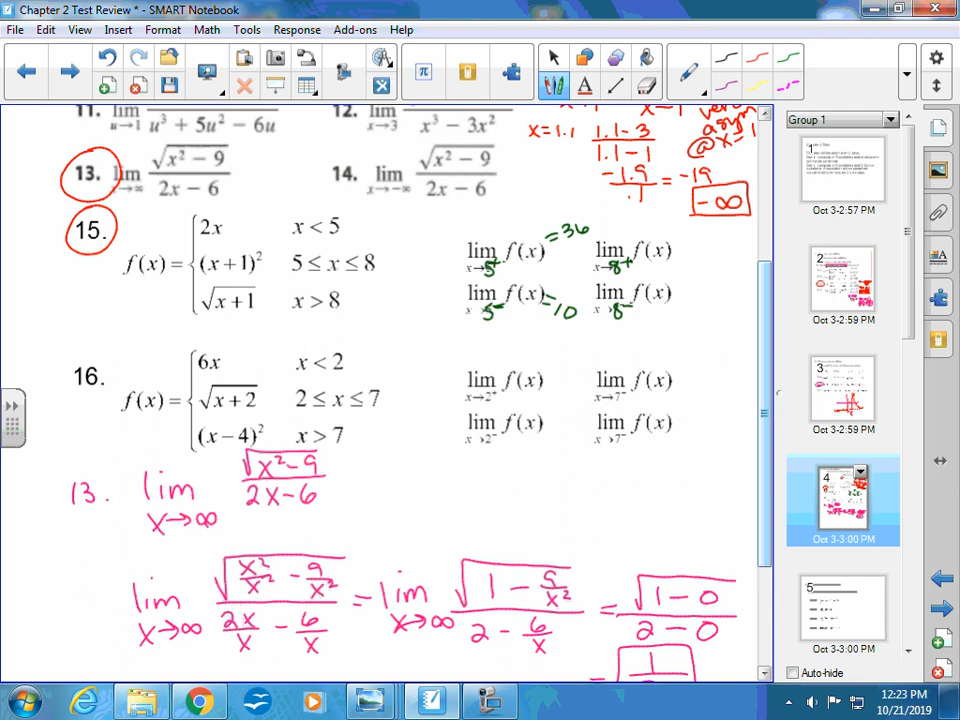 Chapter 2 Test Review * - SMART Notebook
File Edit View Insert Format Math Tools Response Add-ons Help
11. lim u→1 u³ + 5u² − 6u
12. lim x→3 x³ − 3x²
x=1.1 1.1-3
1.1-1
-1.9
.1 = -19
-∞
@x=1
13. lim x→∞ √x² − 9
2x − 6
14. lim x→−∞ √x² − 9
2x − 6
15.
f(x) = { 2x x < 5
(x+1)² 5 ≤ x ≤ 8
√x+1 x > 8
lim x→5⁺ f(x) = 36
lim x→8⁺ f(x)
lim x→5⁻ f(x) = 10
lim x→8⁻ f(x)
16.
f(x) = { 6x x < 2
√x+2 2 ≤ x ≤ 7
(x−4)² x > 7
lim x→2⁺ f(x)
lim x→7⁺ f(x)
lim x→2⁻ f(x)
lim x→7⁻ f(x)
13. lim x→∞ √x²-9
2x-6
lim x→∞ √x²/x² - 9/x²
2x/x - 6/x
= lim x→∞ √1 - 9/x²
2 - 6/x
= √1-0
2-0
= 1
Group 1
1
Oct 3-2:57 PM
2
Oct 3-2:59 PM
3
Oct 3-2:59 PM
4
Oct 3-3:00 PM
5
Oct 3-3:00 PM
Auto-hide
12:23 PM
10/21/2019